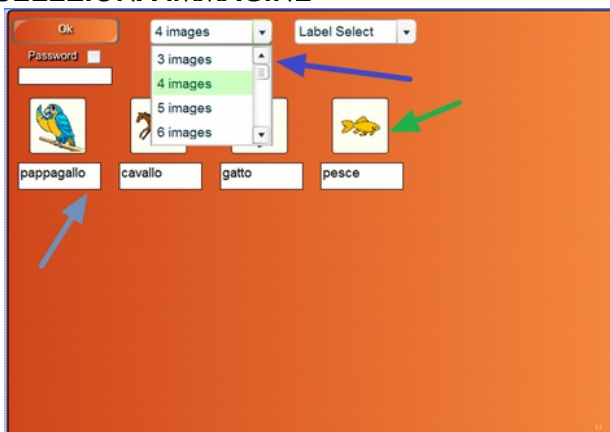 Ok
4 images
Label Select
Password
3 images
4 images
5 images
6 images
pappagallo
cavallo
gatto
pesce